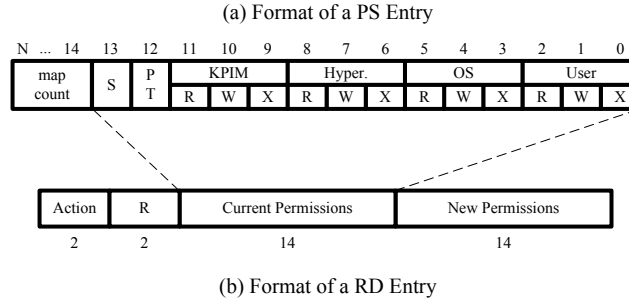 (a) Format of a PS Entry
N ... 14 13 12 11 10 9 8 7 6 5 4 3 2 1 0
map count S P T KPIM Hyper. OS User
R W X R W X R W X R W X
Action R Current Permissions New Permissions
2 2 14 14
(b) Format of a RD Entry